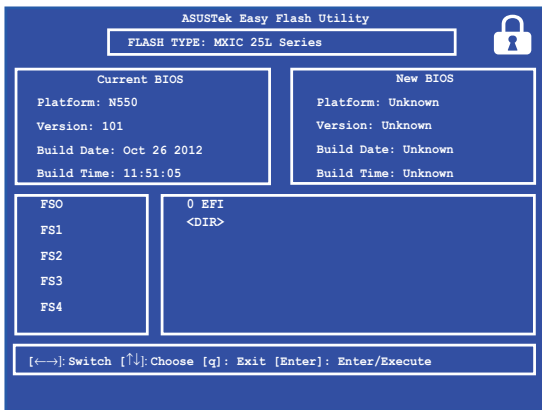 ASUSTek Easy Flash Utility
FLASH TYPE: MXIC 25L Series
Current BIOS
Platform: N550
Version: 101
Build Date: Oct 26 2012
Build Time: 11:51:05
New BIOS
Platform: Unknown
Version: Unknown
Build Date: Unknown
Build Time: Unknown
FSO
FS1
FS2
FS3
FS4
0 EFI
<DIR>
[←→]: Switch [↑↓]: Choose [q]: Exit [Enter]: Enter/Execute